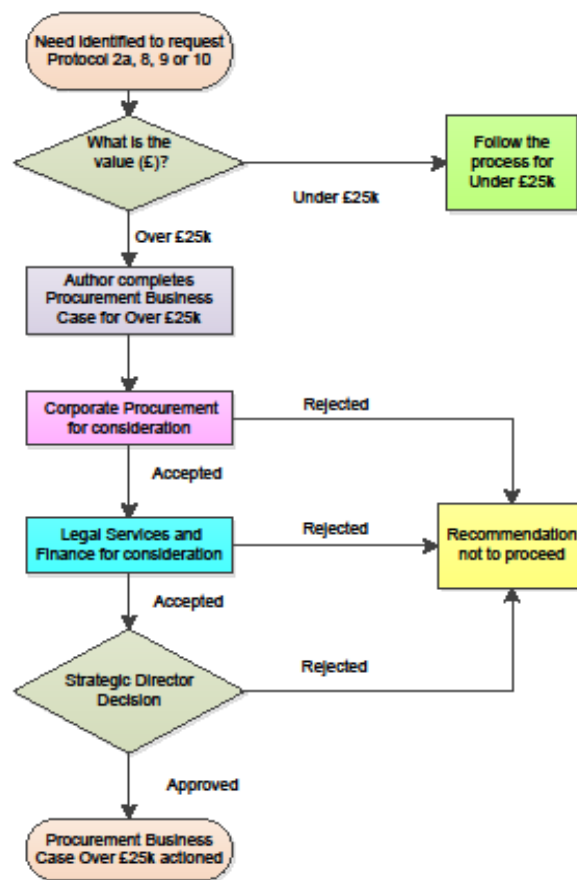 Need identified to request
Protocol 2a, 8, 9 or 10
What is the
value (£)?
Under £25k
Follow the
process for
Under £25k
Over £25k
Author completes
Procurement Business
Case for Over £25k
Corporate Procurement
for consideration
Rejected
Accepted
Legal Services and
Finance for consideration
Rejected
Recommendation
not to proceed
Accepted
Strategic Director
Decision
Rejected
Approved
Procurement Business
Case Over £25k actioned